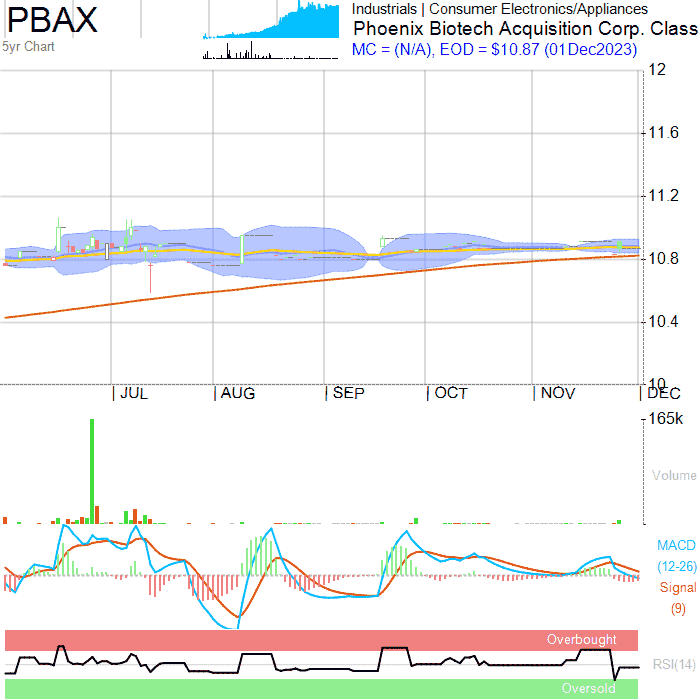 PBAX
5yr Chart
Industrials | Consumer Electronics/Appliances
Phoenix Biotech Acquisition Corp. Class
MC = (N/A), EOD = $10.87 (01Dec2023)
12
11.6
11.2
10.8
10.4
10
JUL
AUG
SEP
OCT
NOV
DEC
165k
Volume
MACD
(12-26)
Signal
(9)
Overbought
RSI(14)
Oversold